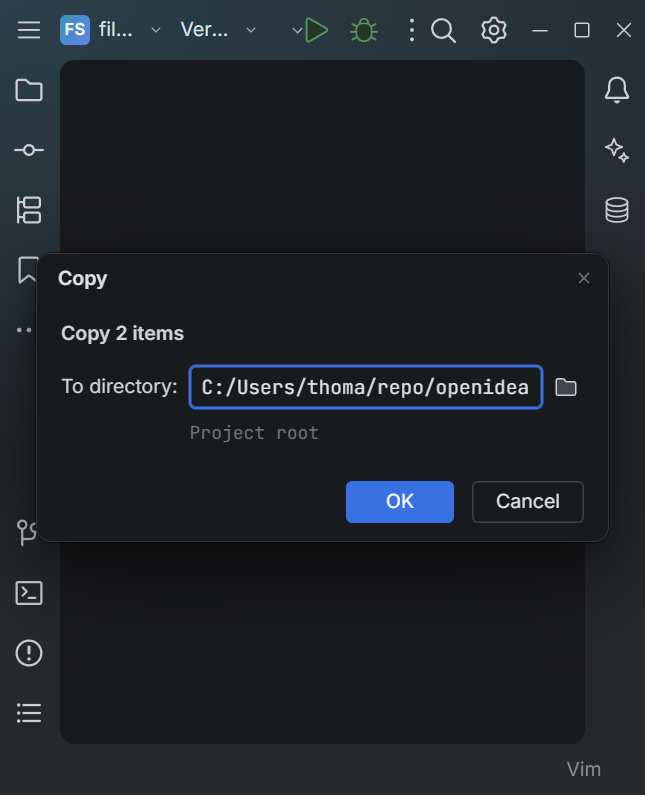 FS fil... Ver...
Copy
Copy 2 items
To directory: C:/Users/thoma/repo/openidea
Project root
OK Cancel
Vim